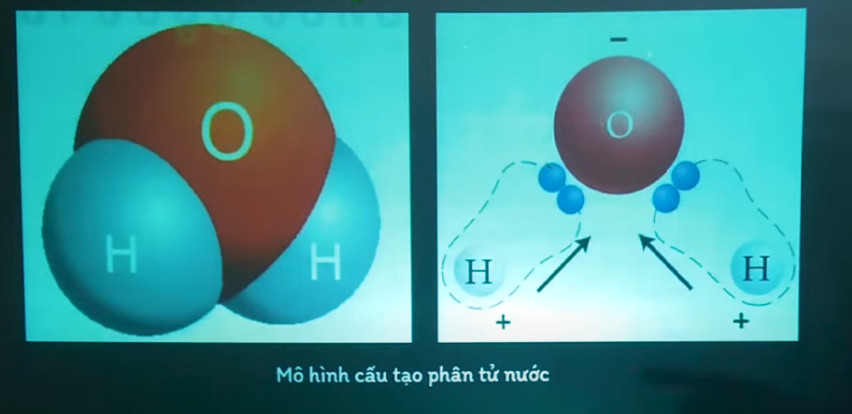 O
H
H
−
O
H
H
+
+
Mô hình cấu tạo phân tử nước